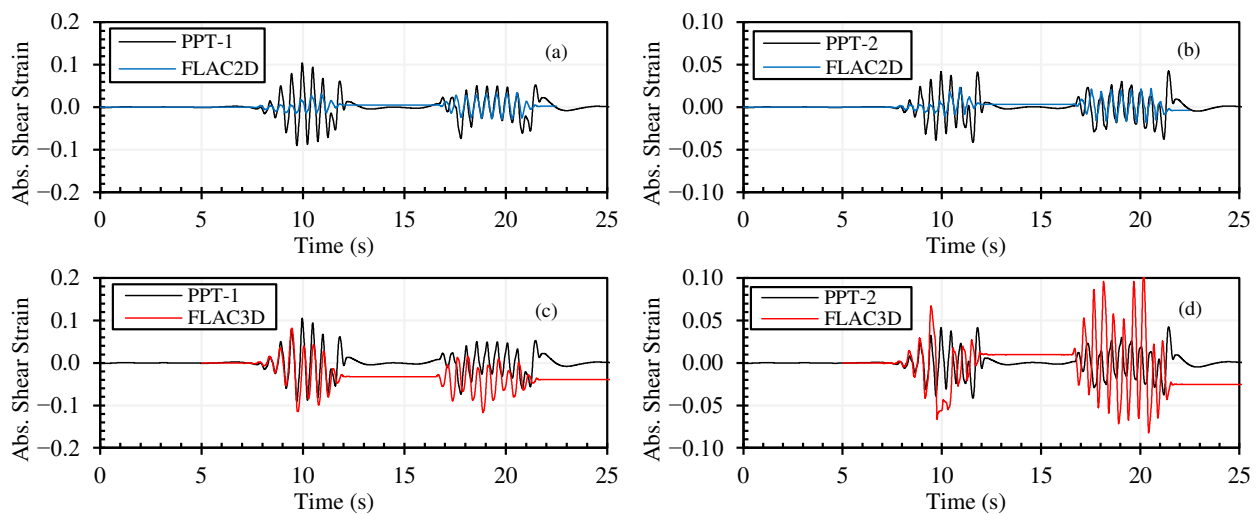 0.2
0.1
0.0
−0.1
−0.2
Abs. Shear Strain
PPT-1
FLAC2D
(a)
0 5 10 15 20 25
Time (s)
0.10
0.05
0.00
−0.05
−0.10
Abs. Shear Strain
PPT-2
FLAC2D
(b)
0 5 10 15 20 25
Time (s)
0.2
0.1
0.0
−0.1
−0.2
Abs. Shear Strain
PPT-1
FLAC3D
(c)
0 5 10 15 20 25
Time (s)
0.10
0.05
0.00
−0.05
−0.10
Abs. Shear Strain
PPT-2
FLAC3D
(d)
0 5 10 15 20 25
Time (s)